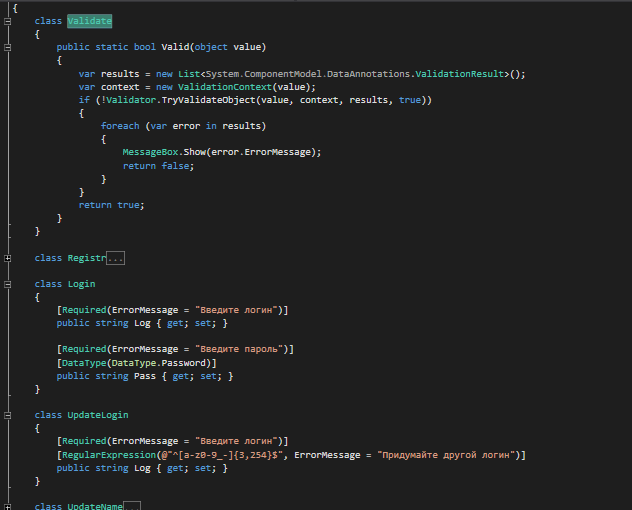 {
class Validate
{
public static bool Valid(object value)
{
var results = new List<System.ComponentModel.DataAnnotations.ValidationResult>();
var context = new ValidationContext(value);
if (!Validator.TryValidateObject(value, context, results, true))
{
foreach (var error in results)
{
MessageBox.Show(error.ErrorMessage);
return false;
}
}
return true;
}
}
class Registr...
class Login
{
[Required(ErrorMessage = "Введите логин")]
public string Log { get; set; }
[Required(ErrorMessage = "Введите пароль")]
[DataType(DataType.Password)]
public string Pass { get; set; }
}
class UpdateLogin
{
[Required(ErrorMessage = "Введите логин")]
[RegularExpression(@"^[a-z0-9_-]{3,254}$", ErrorMessage = "Придумайте другой логин")]
public string Log { get; set; }
}
class UpdateName...